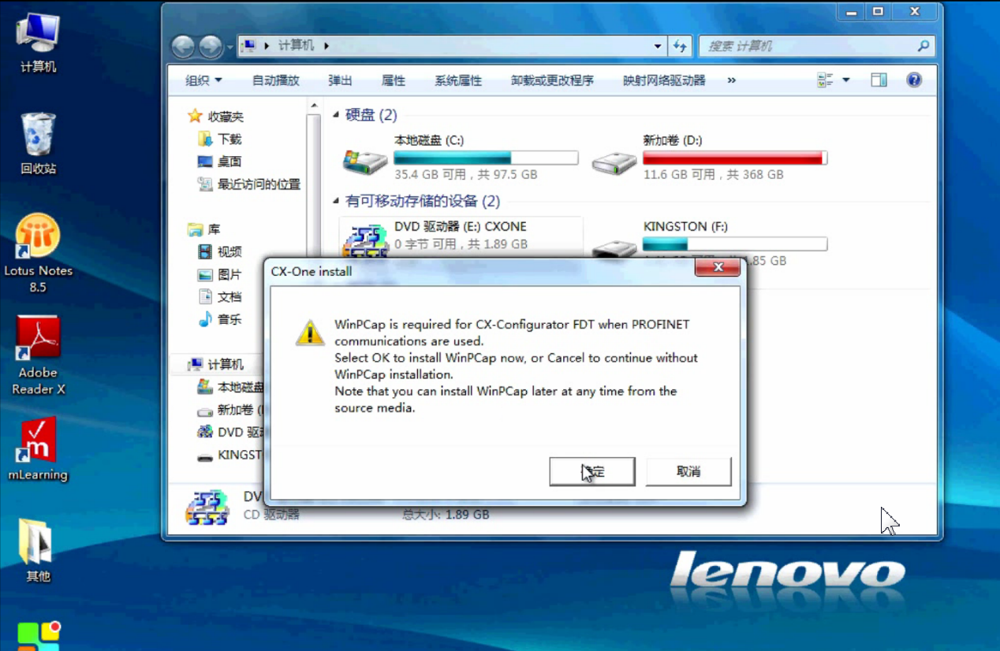 计算机
回收站
Lotus Notes
8.5
Adobe
Reader X
mLearning
其他
计算机
搜索 计算机
组织
自动播放
弹出
属性
系统属性
卸载或更改程序
映射网络驱动器
»
收藏夹
下载
桌面
最近访问的位置
库
视频
图片
文档
音乐
计算机
本地磁盘
新加卷
DVD 驱
KINGST
硬盘 (2)
本地磁盘 (C:)
35.4 GB 可用，共 97.5 GB
新加卷 (D:)
11.6 GB 可用，共 368 GB
有可移动存储的设备 (2)
DVD 驱动器 (E:) CXONE
0 字节 可用，共 1.89 GB
KINGSTON (F:)
.85 GB
CX-One install
WinPCap is required for CX-Configurator FDT when PROFINET
communications are used.
Select OK to install WinPCap now, or Cancel to continue without
WinPCap installation.
Note that you can install WinPCap later at any time from the
source media.
定
取消
DV
CD 驱动器
总大小: 1.89 GB
lenovo